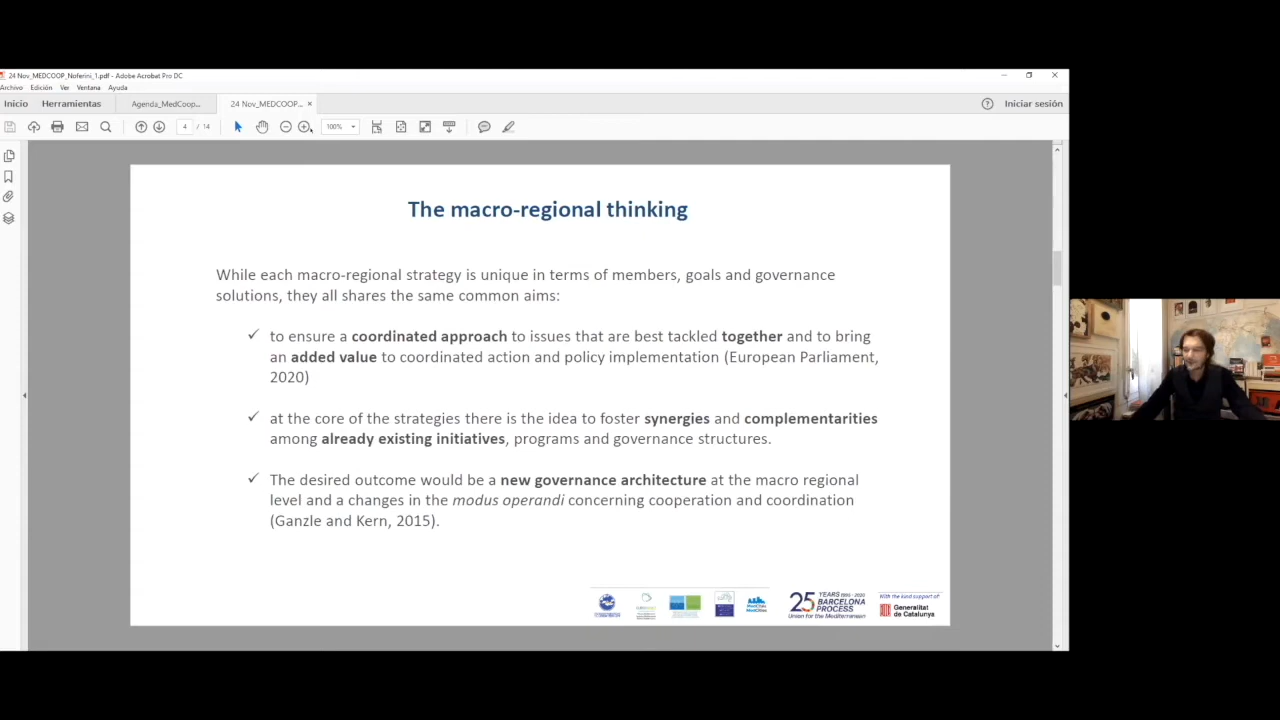 24 Nov_MEDCOOP_Noferini_1.pdf - Adobe Acrobat Pro DC
Archivo Edición Ver Ventana Ayuda
Inicio Herramientas Agenda_MedCoop... 24 Nov_MEDCOOP... × Iniciar sesión
4 / 14 100%
The macro-regional thinking
While each macro-regional strategy is unique in terms of members, goals and governance
solutions, they all shares the same common aims:
✓ to ensure a coordinated approach to issues that are best tackled together and to bring
an added value to coordinated action and policy implementation (European Parliament,
2020)
✓ at the core of the strategies there is the idea to foster synergies and complementarities
among already existing initiatives, programs and governance structures.
✓ The desired outcome would be a new governance architecture at the macro regional
level and a changes in the modus operandi concerning cooperation and coordination
(Ganzle and Kern, 2015).
25 YEARS 1995 - 2020
BARCELONA
PROCESS
Union for the Mediterranean
With the kind support of:
Generalitat
de Catalunya